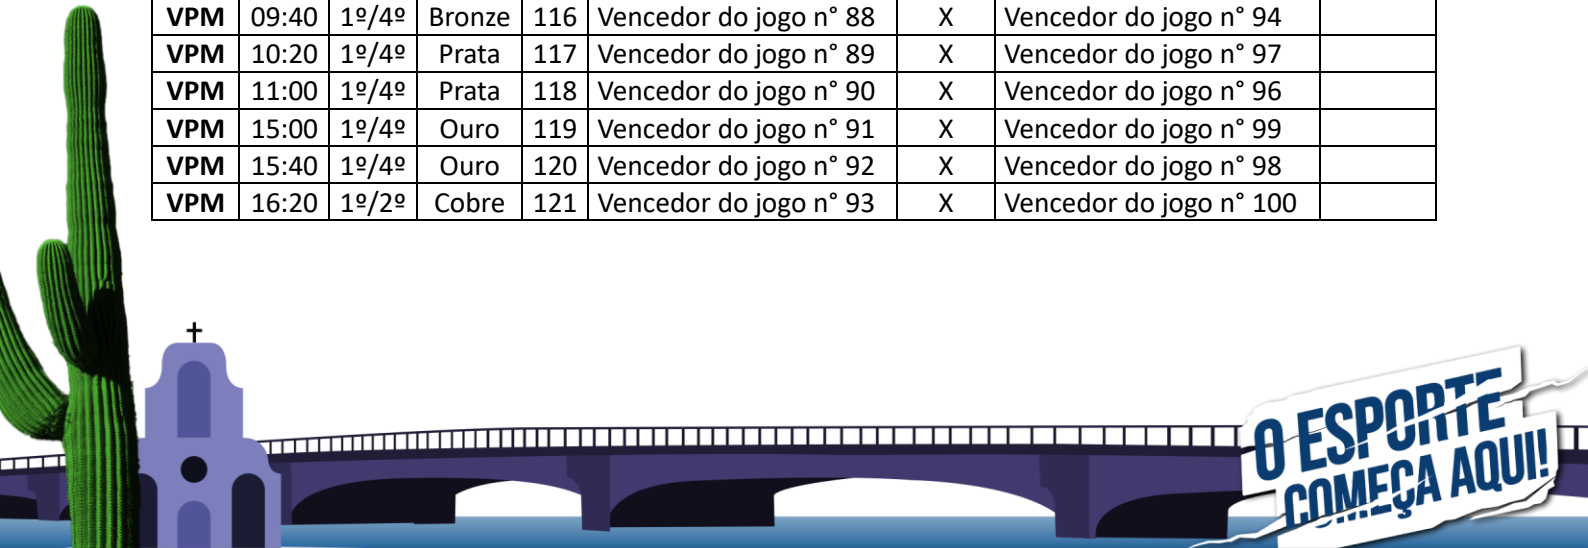 VPM 09:40 1º/4º Bronze 116 Vencedor do jogo n° 88 X Vencedor do jogo n° 94
VPM 10:20 1º/4º Prata 117 Vencedor do jogo n° 89 X Vencedor do jogo n° 97
VPM 11:00 1º/4º Prata 118 Vencedor do jogo n° 90 X Vencedor do jogo n° 96
VPM 15:00 1º/4º Ouro 119 Vencedor do jogo n° 91 X Vencedor do jogo n° 99
VPM 15:40 1º/4º Ouro 120 Vencedor do jogo n° 92 X Vencedor do jogo n° 98
VPM 16:20 1º/2º Cobre 121 Vencedor do jogo n° 93 X Vencedor do jogo n° 100
O ESPORTE
COMEÇA AQUI!